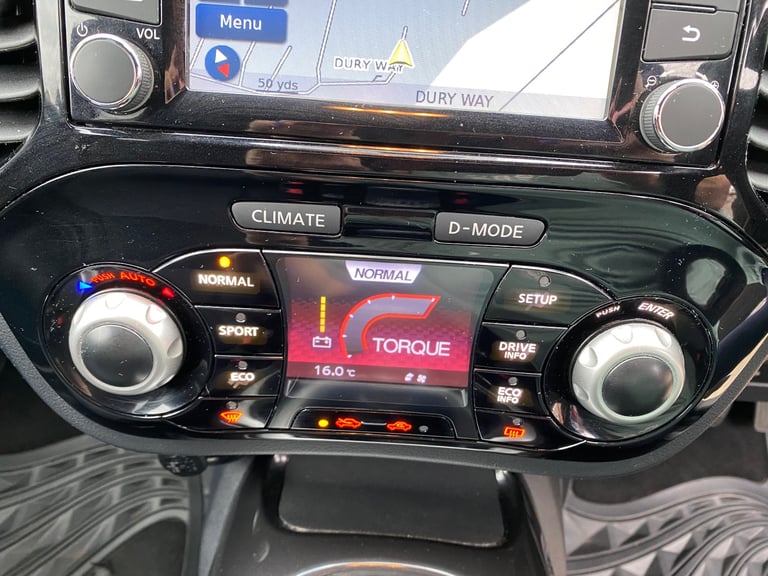 VOL
Menu
DURY WAY
50 yds
DURY WAY
CLIMATE
D-MODE
PUSH AUTO
NORMAL
SPORT
ECO
NORMAL
TORQUE
16.0 °C
SETUP
DRIVE
INFO
ECO
INFO
PUSH ENTER